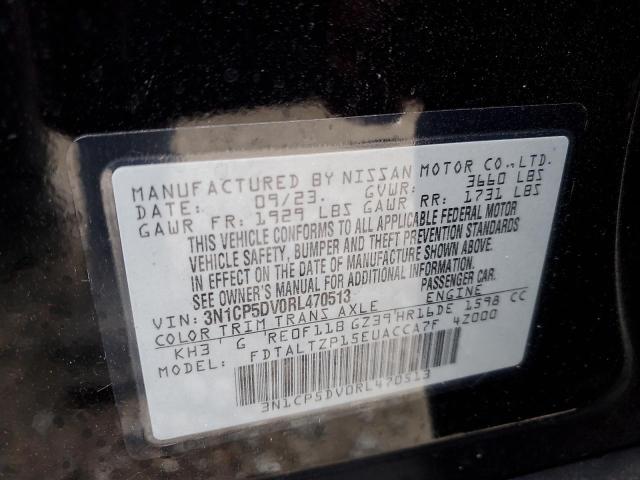 MANUFACTURED BY NISSAN MOTOR CO.,LTD.
DATE: 09/23. GVWR: 3660 LBS
GAWR FR: 1929 LBS GAWR RR: 1731 LBS
THIS VEHICLE CONFORMS TO ALL APPLICABLE FEDERAL MOTOR
VEHICLE SAFETY, BUMPER AND THEFT PREVENTION STANDARDS
IN EFFECT ON THE DATE OF MANUFACTURE SHOWN ABOVE.
SEE OWNER'S MANUAL FOR ADDITIONAL INFORMATION.
VIN: 3N1CP5DV0RL470513 PASSENGER CAR.
COLOR TRIM TRANS AXLE ENGINE
KH3 G RE0F11B GZ39 HR16DE 1598 CC
MODEL: FDTALTZP15EUACCA7F 42000
3N1CP5DV0RL470513